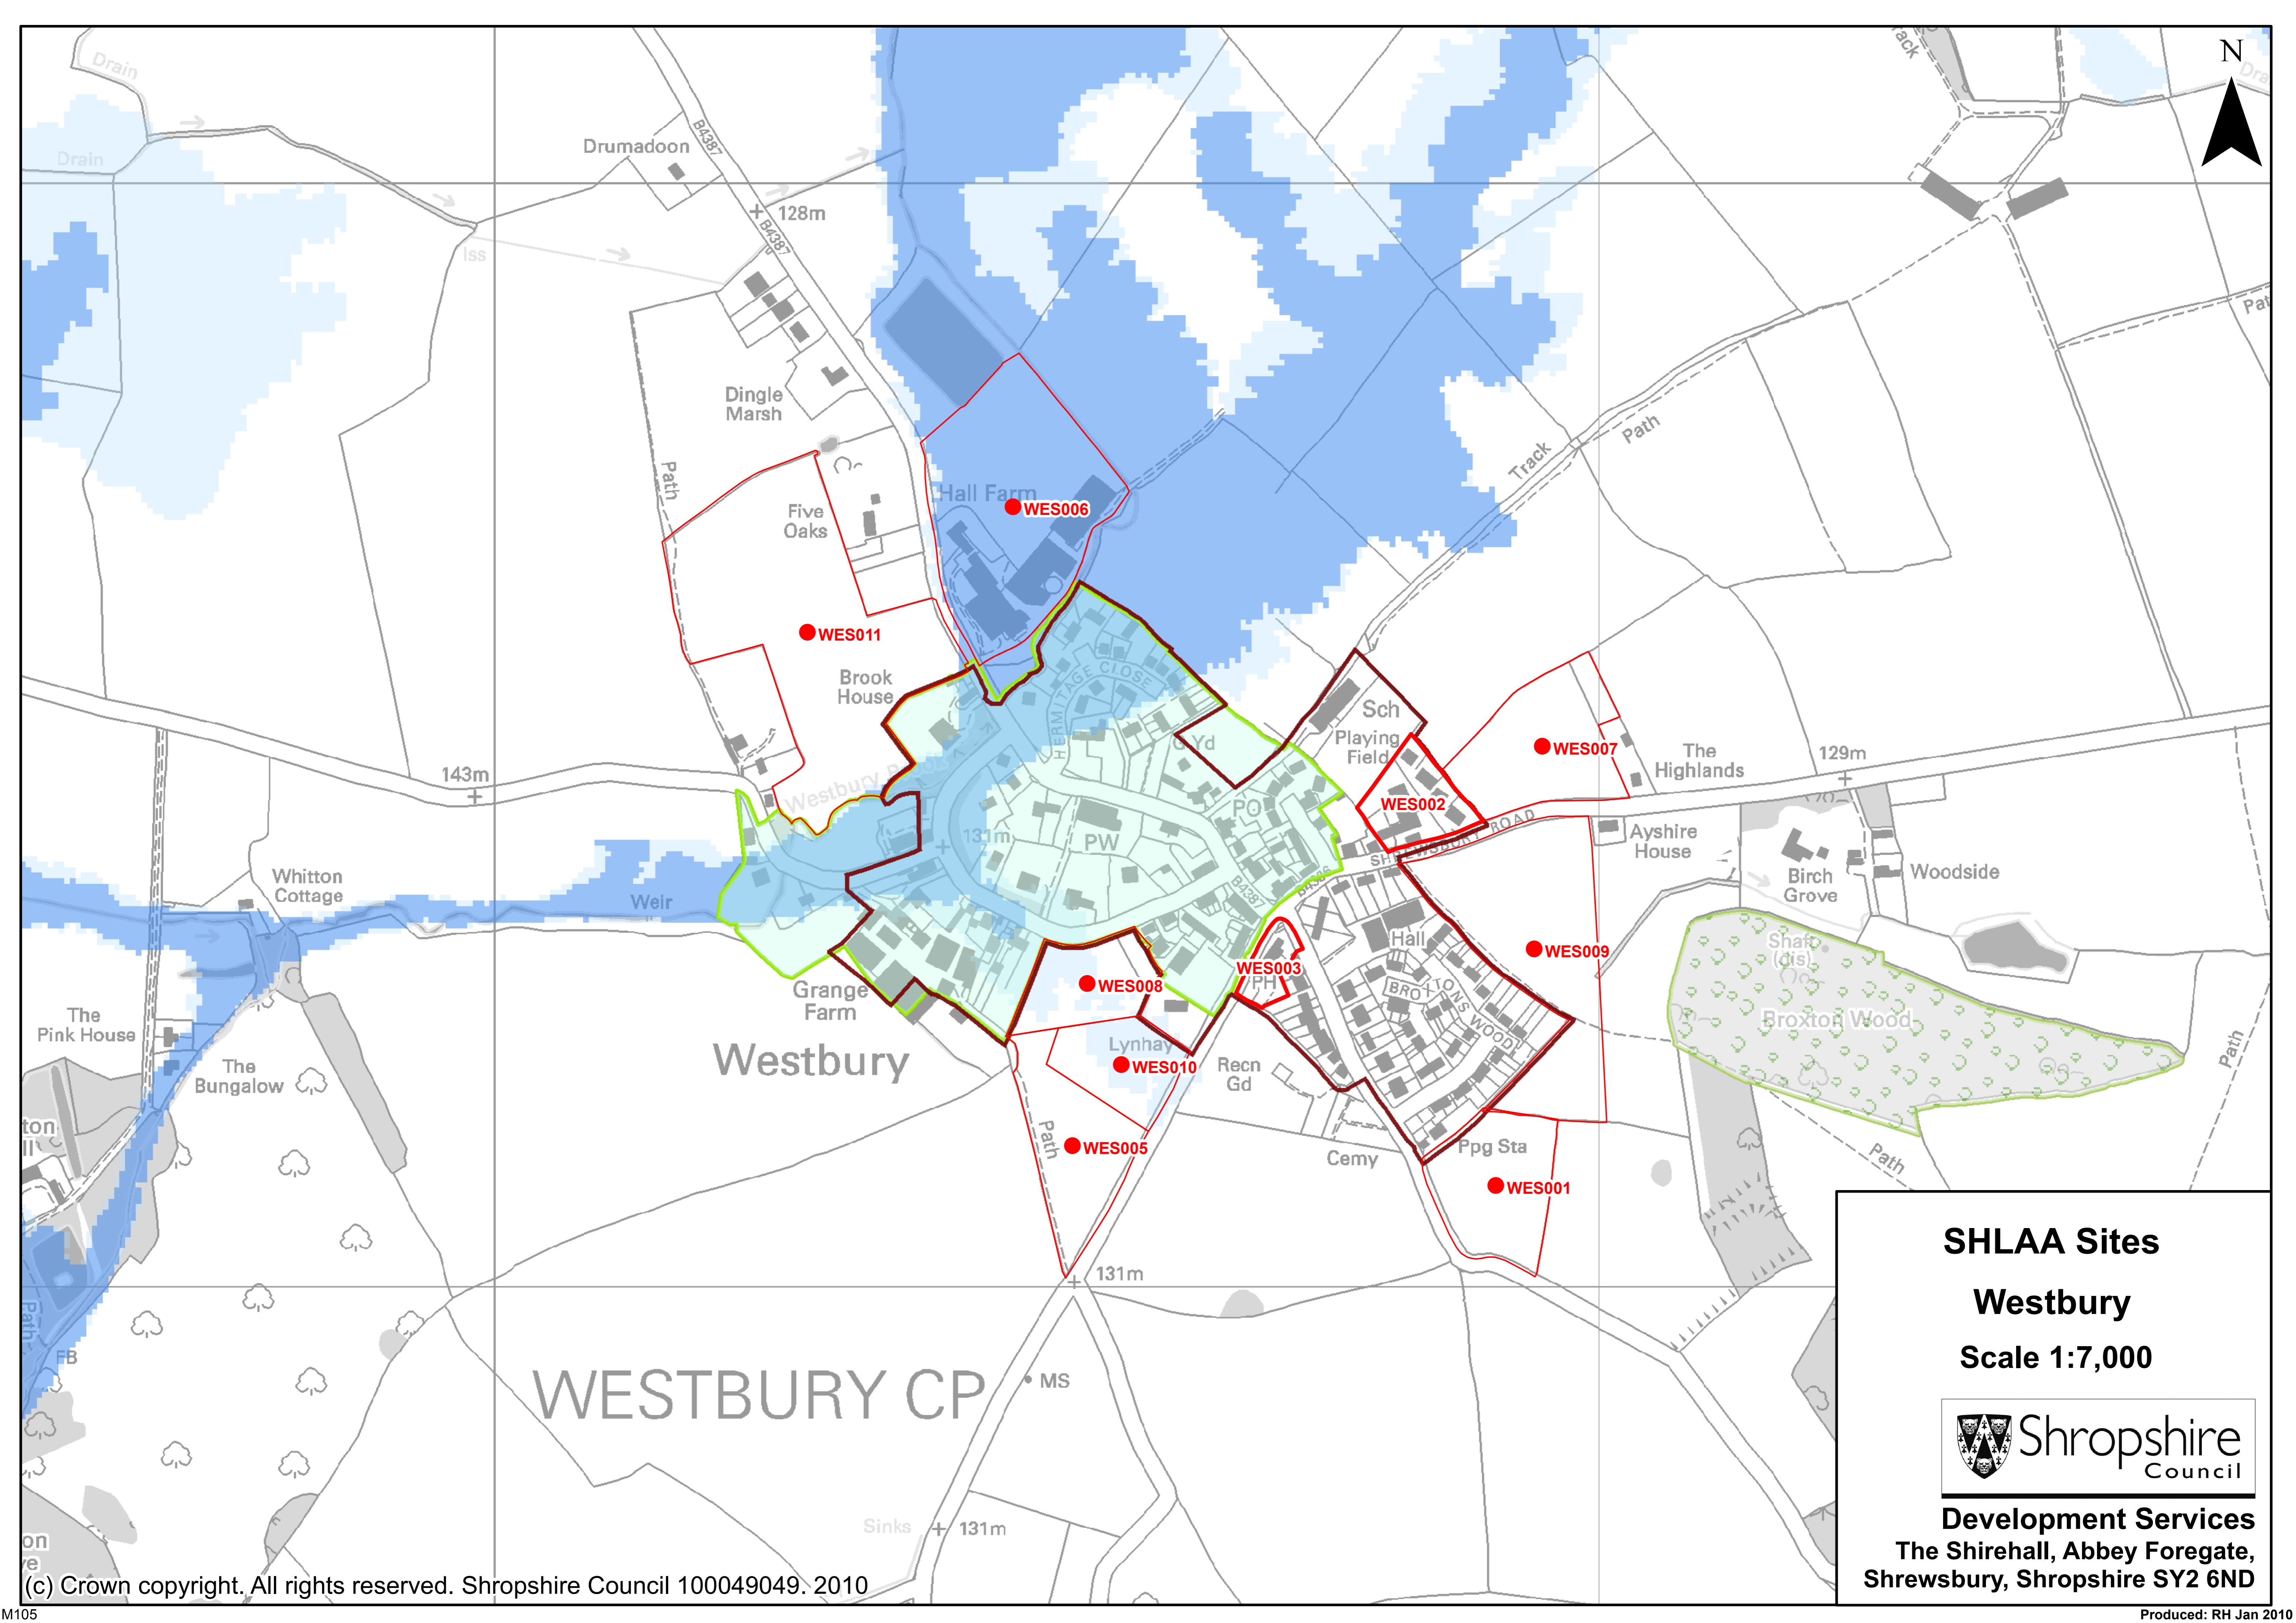 Drain
Track
N
Drain
Drumadoon
B4387
128m
B4387
Iss
Dingle
Marsh
Path
Track
Path
Five
Oaks
Hall Farm
WES006
WES011
Brook
House
HERMITAGE CLOSE
Sch
Playing
Field
G Yd
WES007
The
Highlands
129m
143m
Westbury Brook
WES002
SHREWSBURY ROAD
PO
131m
PW
Ayshire
House
Birch
Grove
Woodside
Whitton
Cottage
Weir
B4387
B4386
Hall
WES009
Shaft
(dis)
WES003
PH
BROXTONS WOOD
WES008
Grange
Farm
Broxton Wood
The
Pink House
The
Bungalow
Westbury
Lynhay
WES010
Recn
Gd
Path
WES005
Cemy
Ppg Sta
WES001
Path
Path
131m
Path
FB
WESTBURY CP
MS
Sinks
131m
SHLAA Sites
Westbury
Scale 1:7,000
Shropshire
Council
Development Services
The Shirehall, Abbey Foregate,
Shrewsbury, Shropshire SY2 6ND
(c) Crown copyright. All rights reserved. Shropshire Council 100049049. 2010
M105
Produced: RH Jan 2010